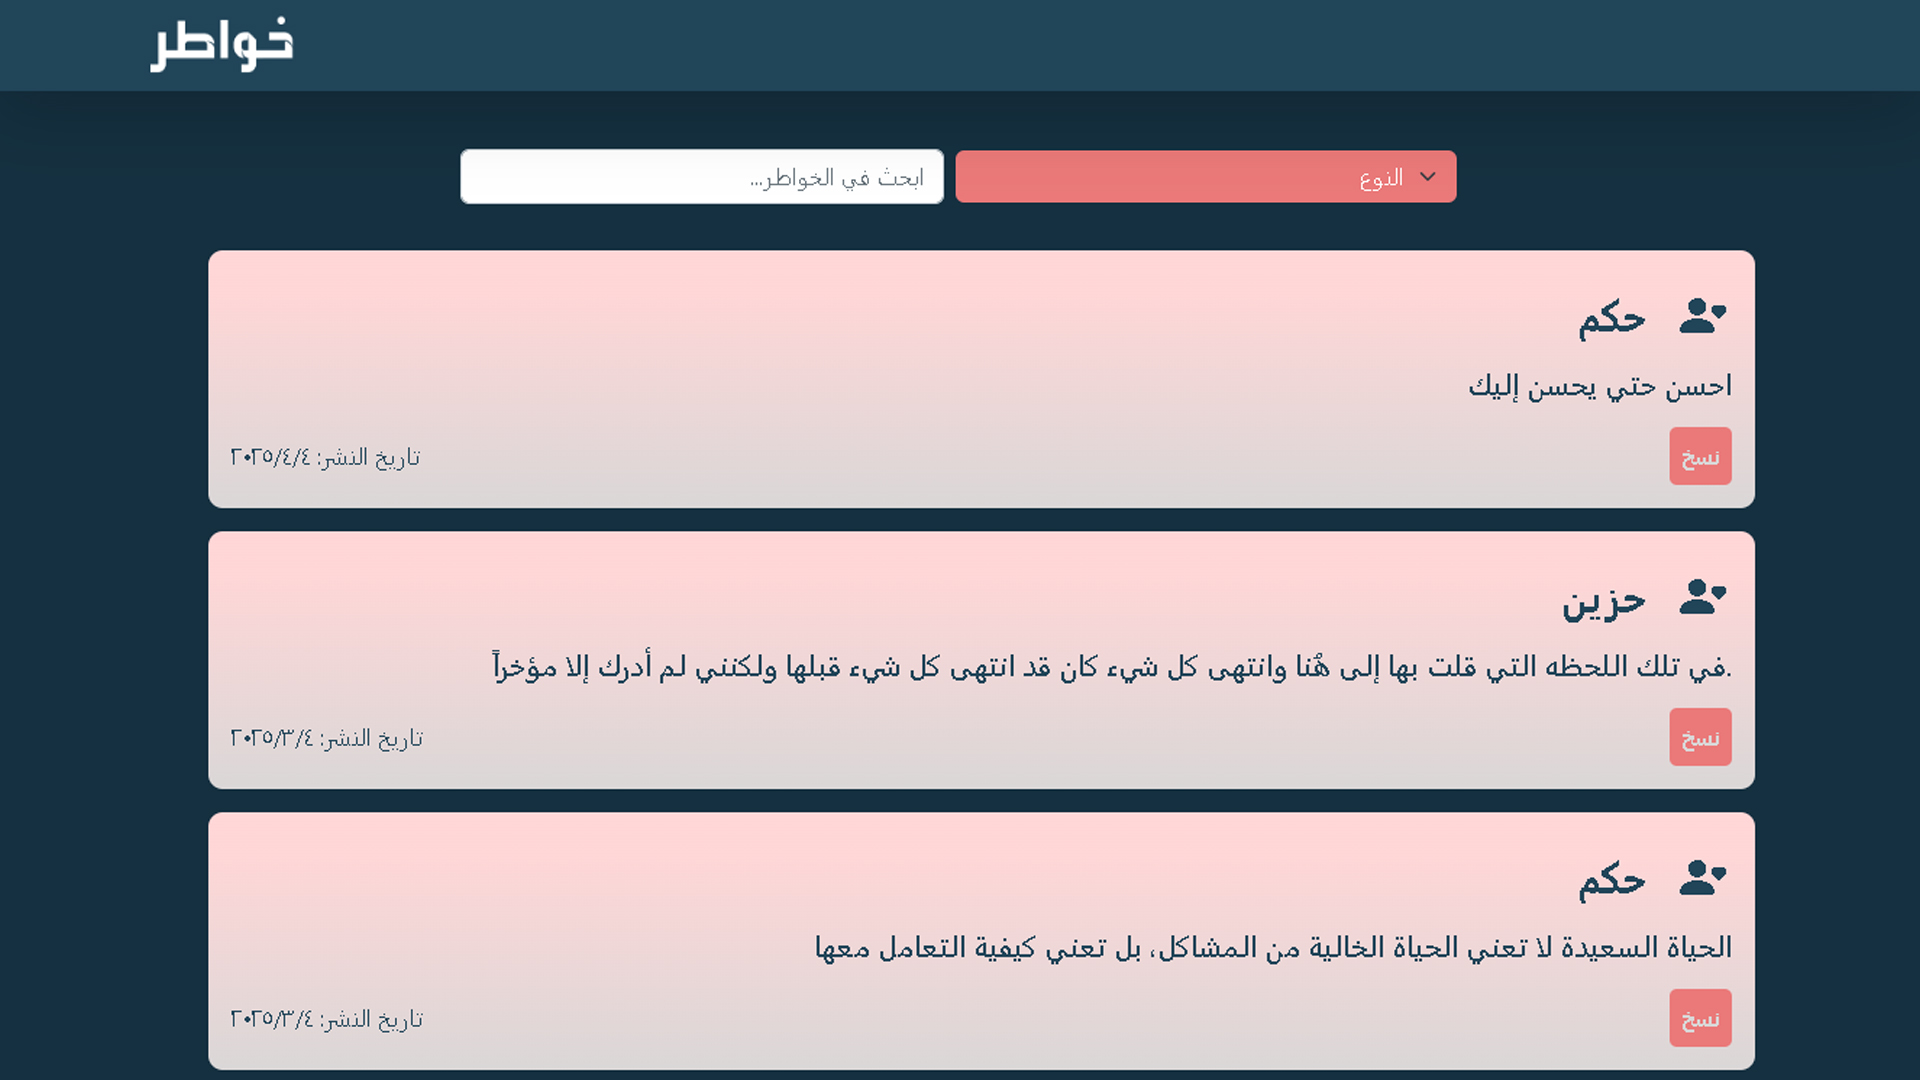 خواطر
النوع
ابحث في الخواطر...
حكم
احسن حتي يحسن إليك
نسخ
تاريخ النشر: ٢٠٢٥/٤/٤
حزين
.في تلك اللحظه التي قلت بها إلى هُنا وانتهى كل شيء كان قد انتهى كل شيء قبلها ولكنني لم أدرك إلا مؤخراً
نسخ
تاريخ النشر: ٢٠٢٥/٣/٤
حكم
الحياة السعيدة لا تعني الحياة الخالية من المشاكل، بل تعني كيفية التعامل معها
نسخ
تاريخ النشر: ٢٠٢٥/٣/٤